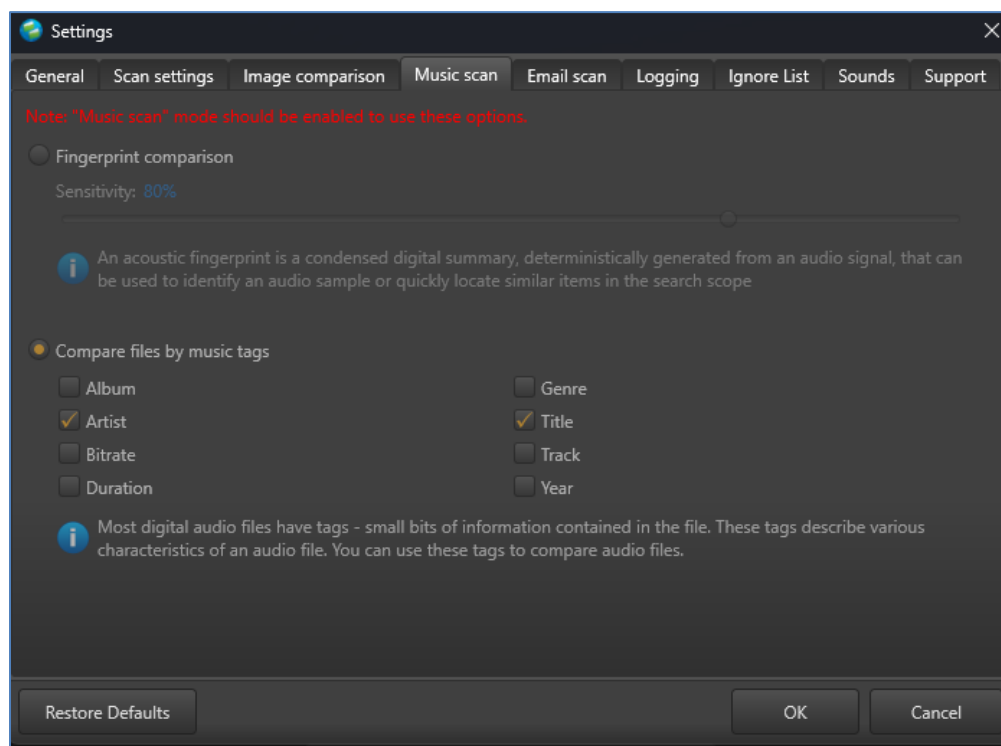 Settings
General Scan settings Image comparison Music scan Email scan Logging Ignore List Sounds Support
Note: "Music scan" mode should be enabled to use these options.
Fingerprint comparison
Sensitivity: 80%
An acoustic fingerprint is a condensed digital summary, deterministically generated from an audio signal, that can
be used to identify an audio sample or quickly locate similar items in the search scope
Compare files by music tags
Album Genre
Artist Title
Bitrate Track
Duration Year
Most digital audio files have tags - small bits of information contained in the file. These tags describe various
characteristics of an audio file. You can use these tags to compare audio files.
Restore Defaults OK Cancel